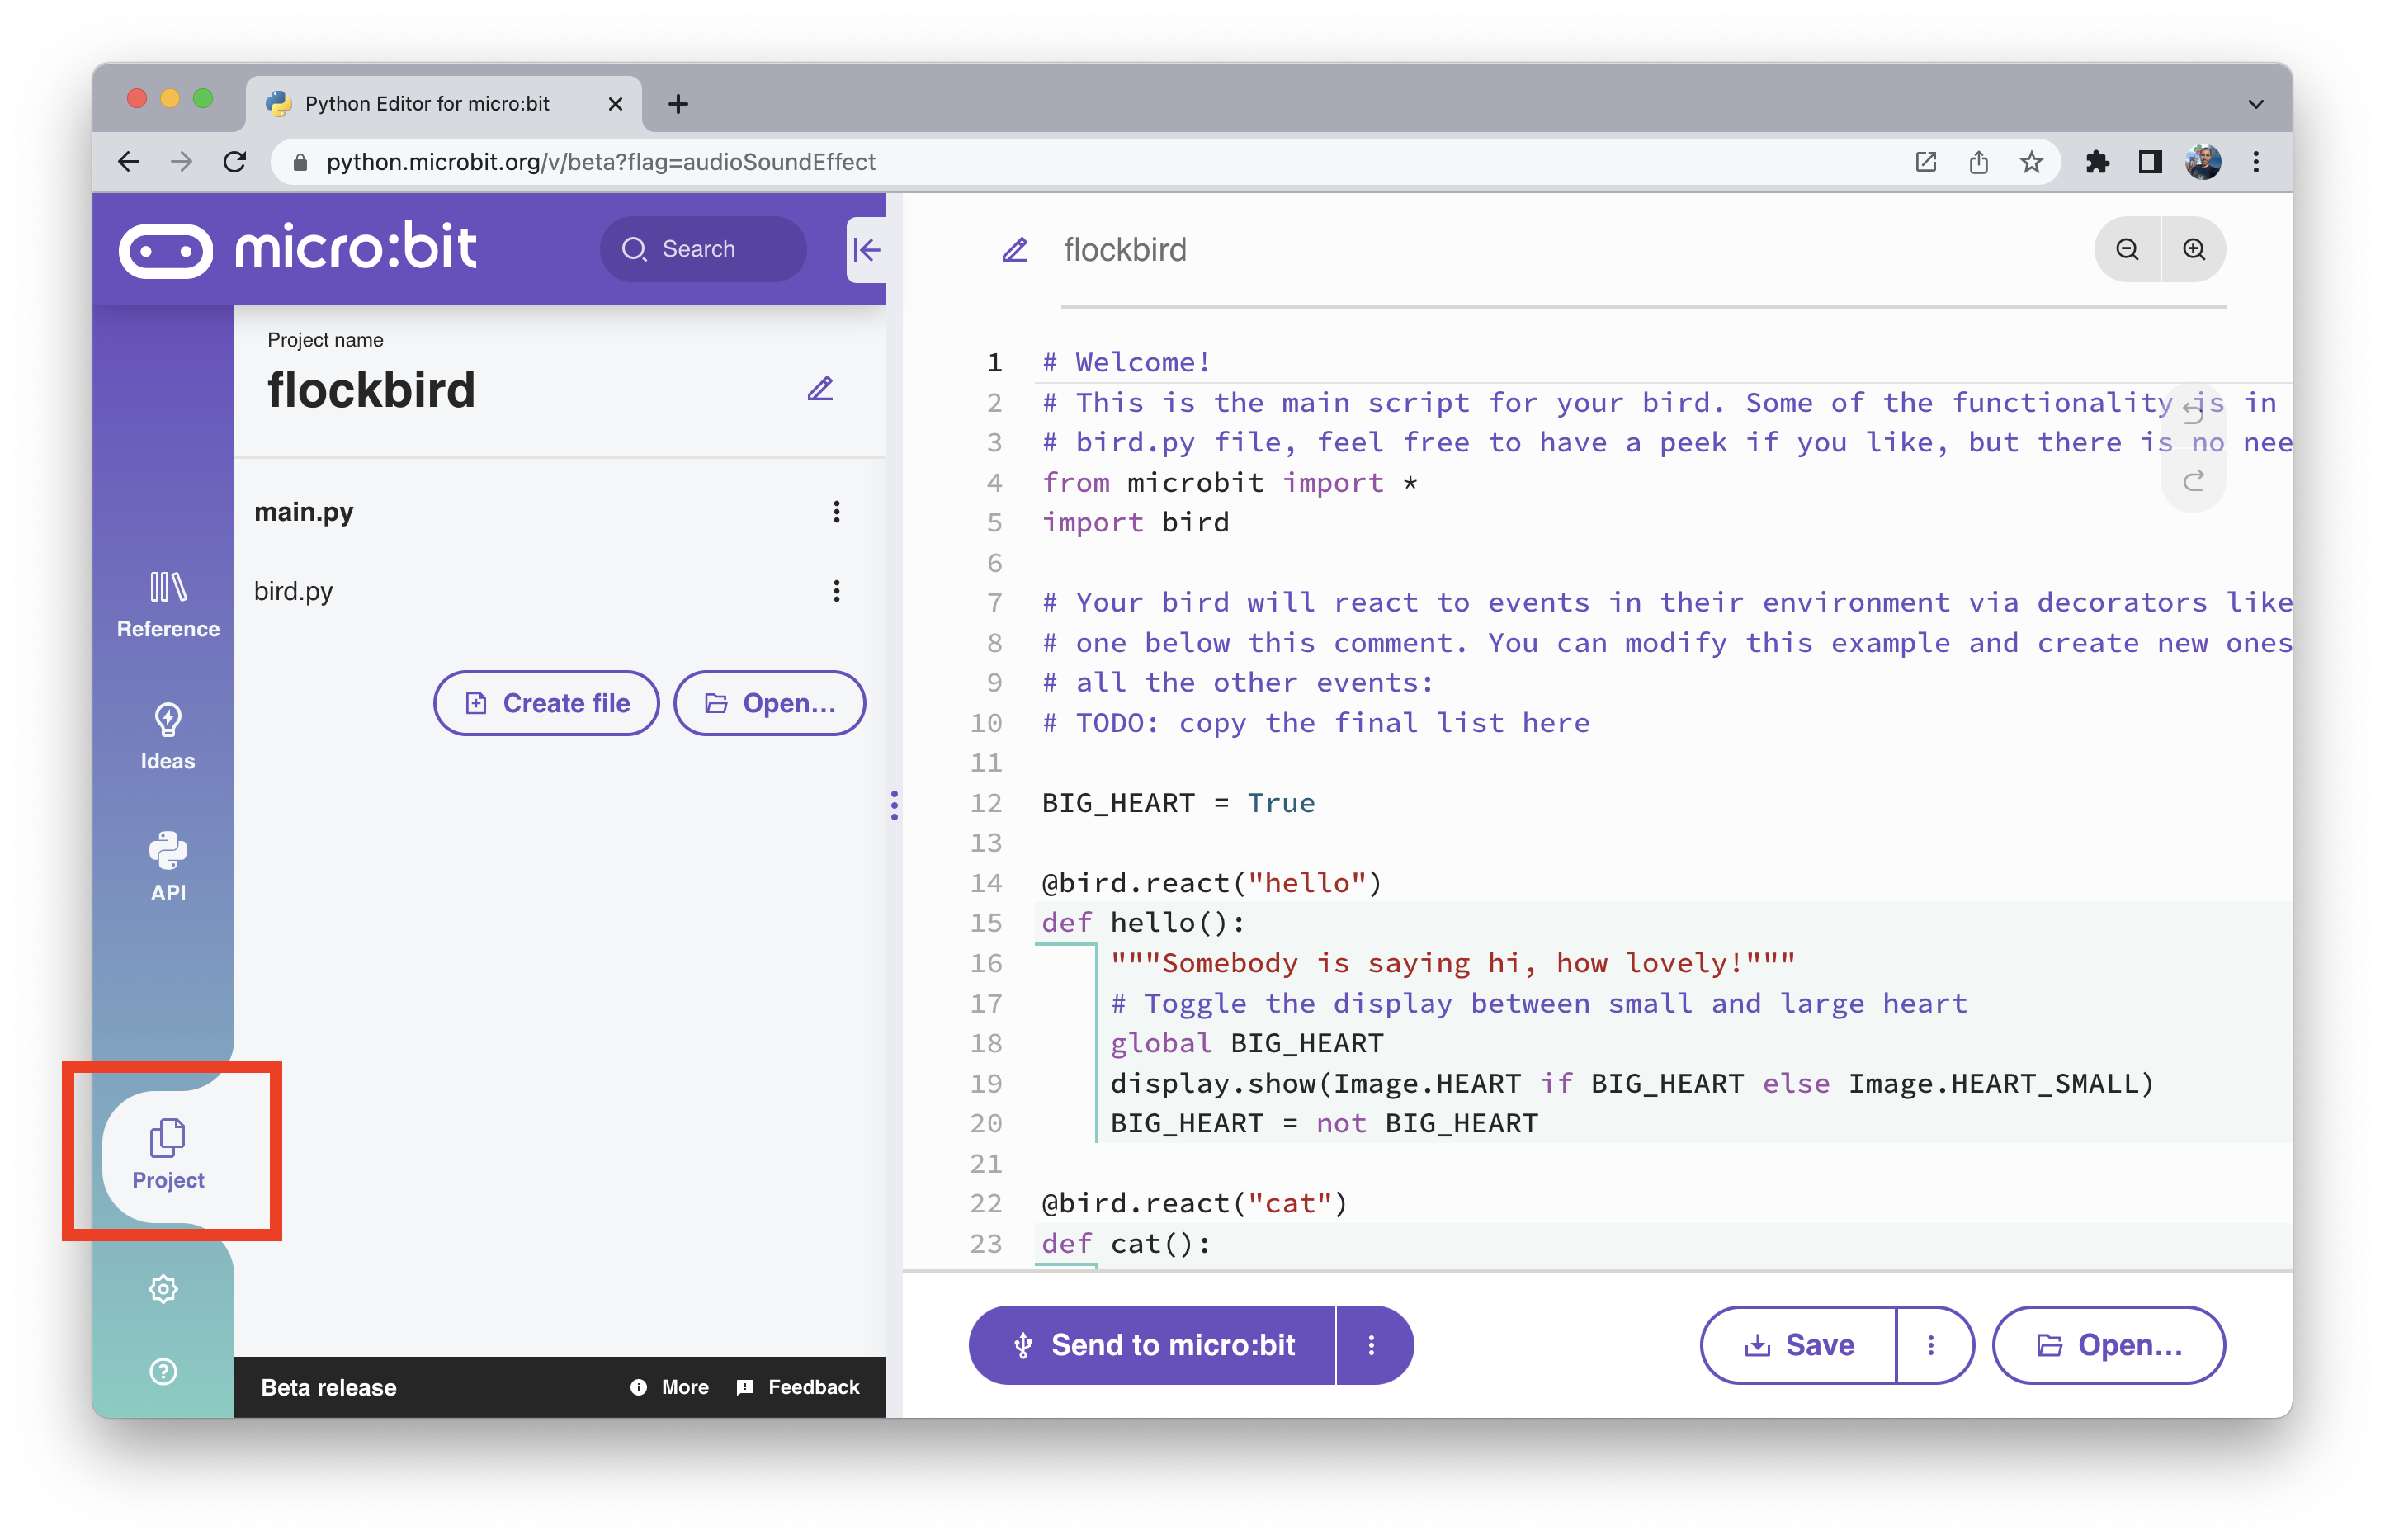 Python Editor for micro:bit
python.microbit.org/v/beta?flag=audioSoundEffect
micro:bit
Search
Project name
flockbird
main.py
bird.py
Create file
Open...
Reference
Ideas
API
Project
Beta release
More
Feedback
flockbird
1 # Welcome!
2 # This is the main script for your bird. Some of the functionality is in
3 # bird.py file, feel free to have a peek if you like, but there is no nee
4 from microbit import *
5 import bird
6
7 # Your bird will react to events in their environment via decorators like
8 # one below this comment. You can modify this example and create new ones
9 # all the other events:
10 # TODO: copy the final list here
11
12 BIG_HEART = True
13
14 @bird.react("hello")
15 def hello():
16 """Somebody is saying hi, how lovely!"""
17 # Toggle the display between small and large heart
18 global BIG_HEART
19 display.show(Image.HEART if BIG_HEART else Image.HEART_SMALL)
20 BIG_HEART = not BIG_HEART
21
22 @bird.react("cat")
23 def cat():
Send to micro:bit
Save
Open...